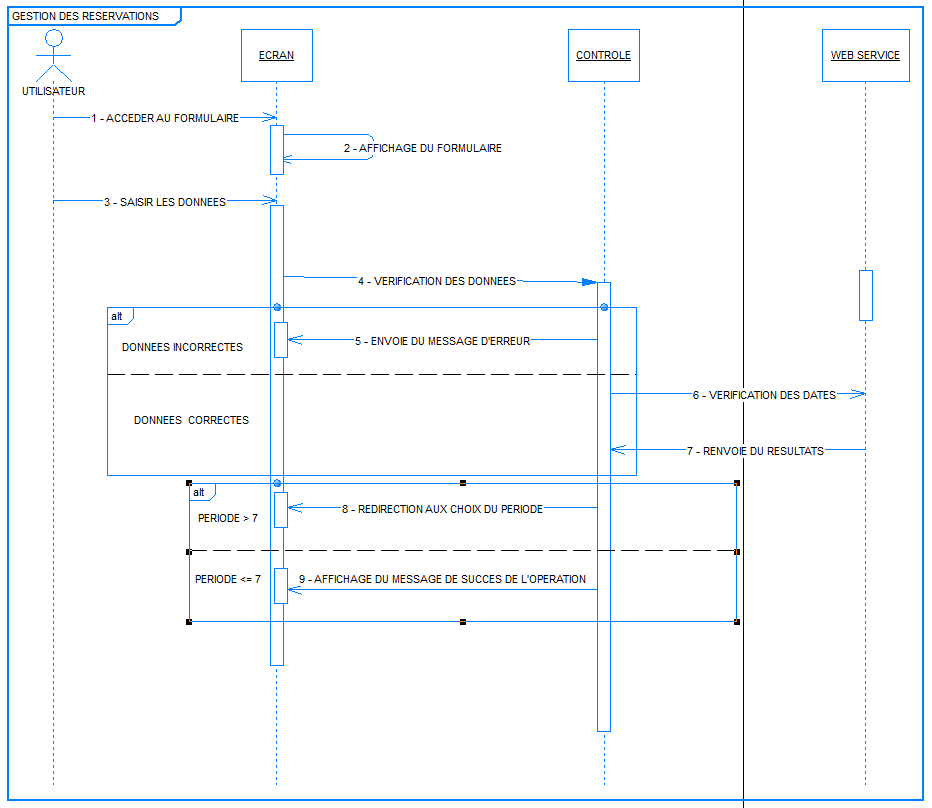 GESTION DES RESERVATIONS
UTILISATEUR
ECRAN
CONTROLE
WEB SERVICE
1 - ACCEDER AU FORMULAIRE
2 - AFFICHAGE DU FORMULAIRE
3 - SAISIR LES DONNEES
4 - VERIFICATION DES DONNEES
alt
5 - ENVOIE DU MESSAGE D'ERREUR
DONNEES INCORRECTES
6 - VERIFICATION DES DATES
DONNEES CORRECTES
7 - RENVOIE DU RESULTATS
alt
8 - REDIRECTION AUX CHOIX DU PERIODE
PERIODE > 7
PERIODE <= 7
9 - AFFICHAGE DU MESSAGE DE SUCCES DE L'OPERATION